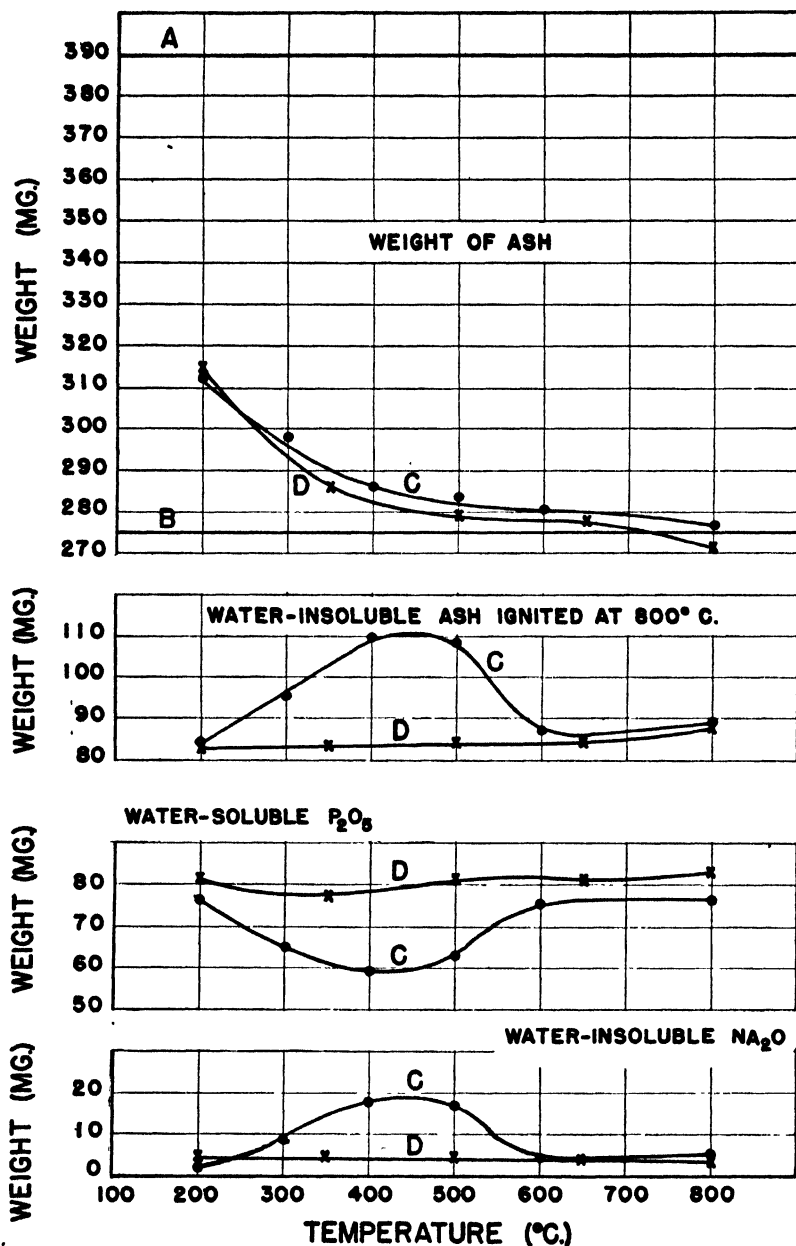 WEIGHT (MG.)
390
380
370
360
350
340
330
320
310
300
290
280
270
A
WEIGHT OF ASH
C
D
B
WEIGHT (MG.)
110
100
90
80
WATER-INSOLUBLE ASH IGNITED AT 800° C.
C
D
WATER-SOLUBLE P₂O₅
WEIGHT (MG.)
80
70
60
50
D
C
WATER-INSOLUBLE NA₂O
WEIGHT (MG.)
20
10
0
C
D
100 200 300 400 500 600 700 800
TEMPERATURE (°C.)